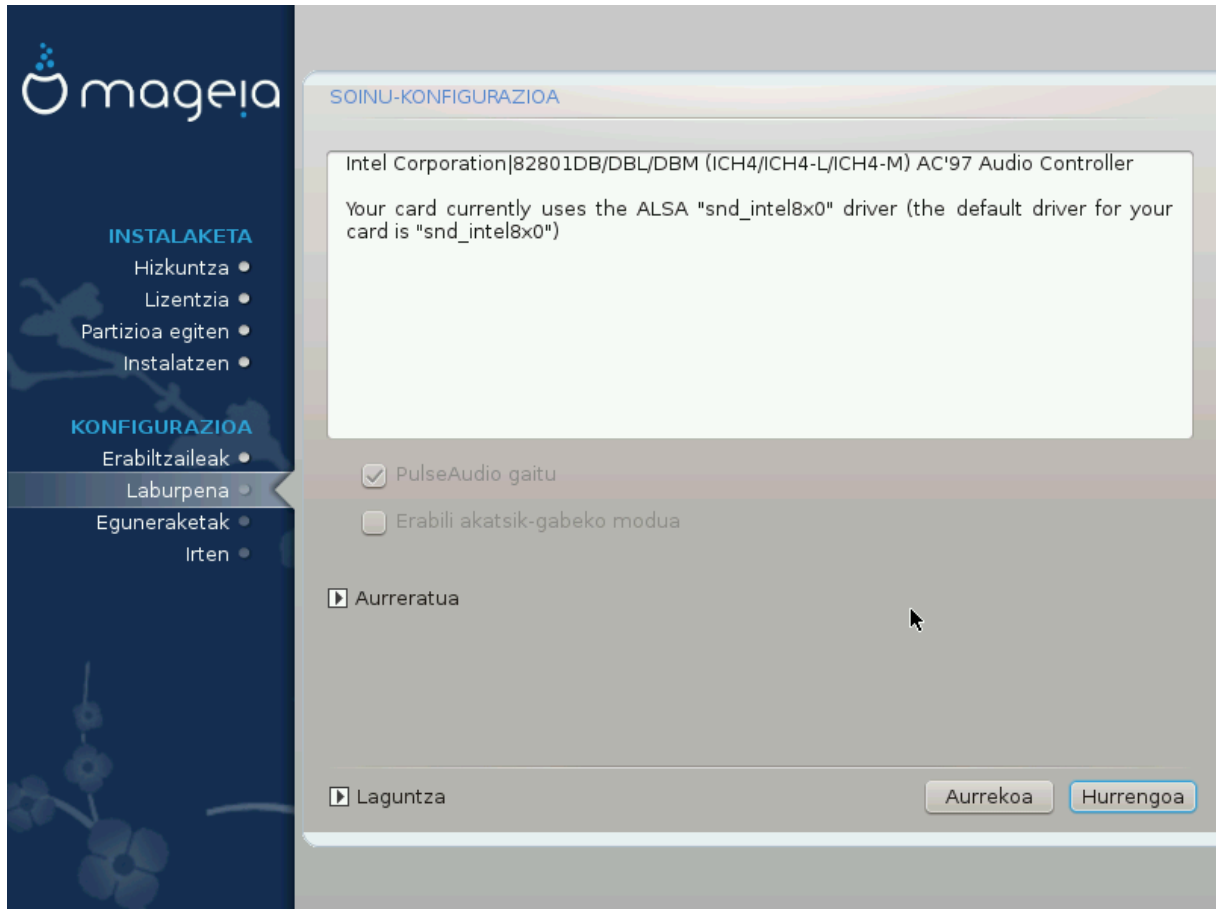 mageia
INSTALAKETA
Hizkuntza
Lizentzia
Partizioa egiten
Instalatzen
KONFIGURAZIOA
Erabiltzaileak
Laburpena
Eguneraketak
Irten
SOINU-KONFIGURAZIOA
Intel Corporation|82801DB/DBL/DBM (ICH4/ICH4-L/ICH4-M) AC'97 Audio Controller
Your card currently uses the ALSA "snd_intel8x0" driver (the default driver for your
card is "snd_intel8x0")
PulseAudio gaitu
Erabili akatsik-gabeko modua
Aurreratua
Laguntza
Aurrekoa
Hurrengoa